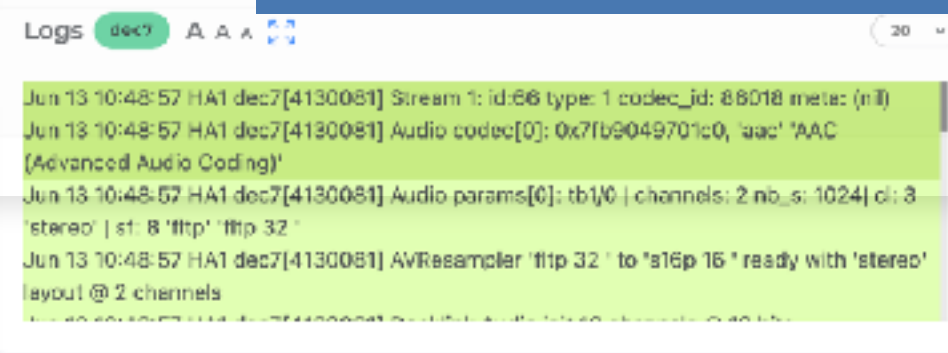 Logs dec7 A A A 20
Jun 13 10:48:57 HA1 dec7[4130081] Stream 1: id:66 type: 1 codec_id: 86018 meta: (nil)
Jun 13 10:48:57 HA1 dec7[4130081] Audio codec[0]: 0x7fb9049701c0, 'aac' 'AAC
(Advanced Audio Coding)'
Jun 13 10:48:57 HA1 dec7[4130081] Audio params[0]: tb1/0 | channels: 2 nb_s: 1024| cl: 3
'stereo' | sf: 8 'fltp' 'fltp 32 '
Jun 13 10:48:57 HA1 dec7[4130081] AVResampler 'fltp 32 ' to 's16p 16 ' ready with 'stereo'
layout @ 2 channels